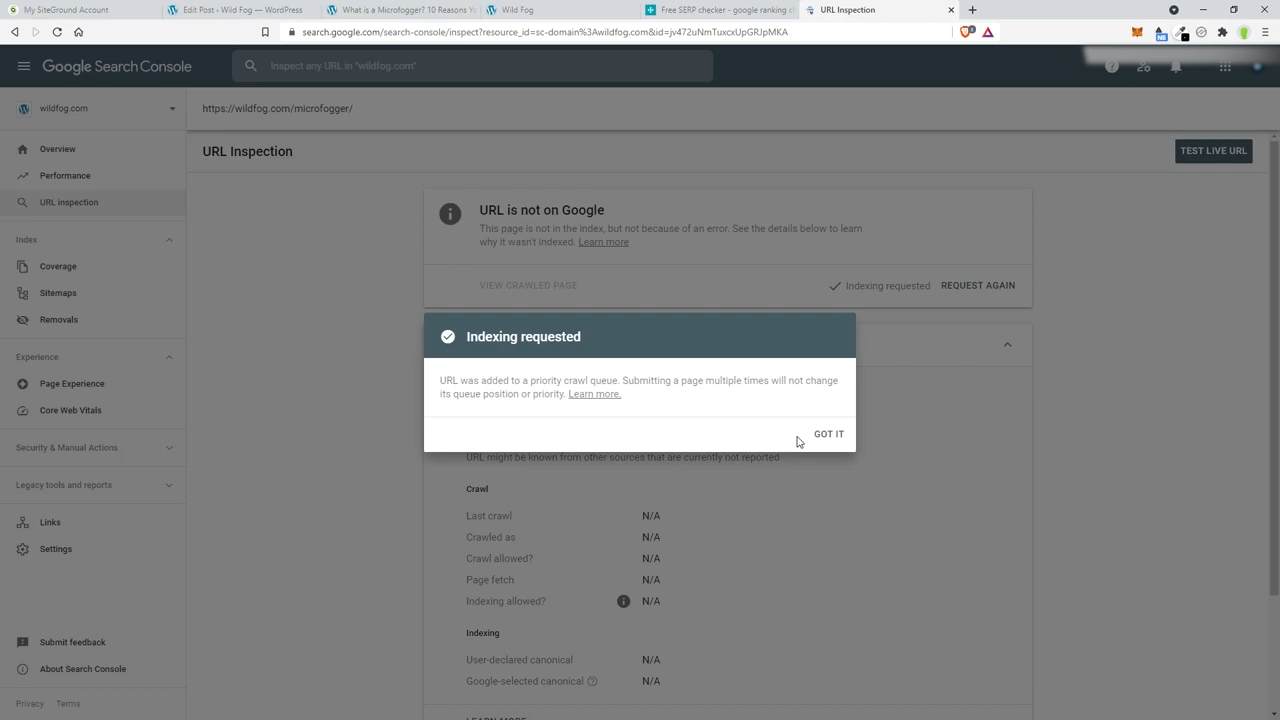 My SiteGround Account
Edit Post ‹ Wild Fog — WordPress
What is a Microfogger? 10 Reasons Yo
Wild Fog
Free SERP checker - google ranking ch
URL Inspection
search.google.com/search-console/inspect?resource_id=sc-domain%3Awildfog.com&id=jv472uNmTuxcxUpGRJpMKA
Google Search Console
Inspect any URL in "wildfog.com"
wildfog.com
https://wildfog.com/microfogger/
Overview
Performance
URL inspection
Index
Coverage
Sitemaps
Removals
Experience
Page Experience
Core Web Vitals
Security & Manual Actions
Legacy tools and reports
Links
Settings
Submit feedback
About Search Console
Privacy Terms
URL Inspection
TEST LIVE URL
URL is not on Google
This page is not in the index, but not because of an error. See the details below to learn
why it wasn't indexed. Learn more
VIEW CRAWLED PAGE
Indexing requested
REQUEST AGAIN
Indexing requested
URL was added to a priority crawl queue. Submitting a page multiple times will not change
its queue position or priority. Learn more.
GOT IT
URL might be known from other sources that are currently not reported
Crawl
Last crawl N/A
Crawled as N/A
Crawl allowed? N/A
Page fetch N/A
Indexing allowed? N/A
Indexing
User-declared canonical N/A
Google-selected canonical N/A
LEARN MORE